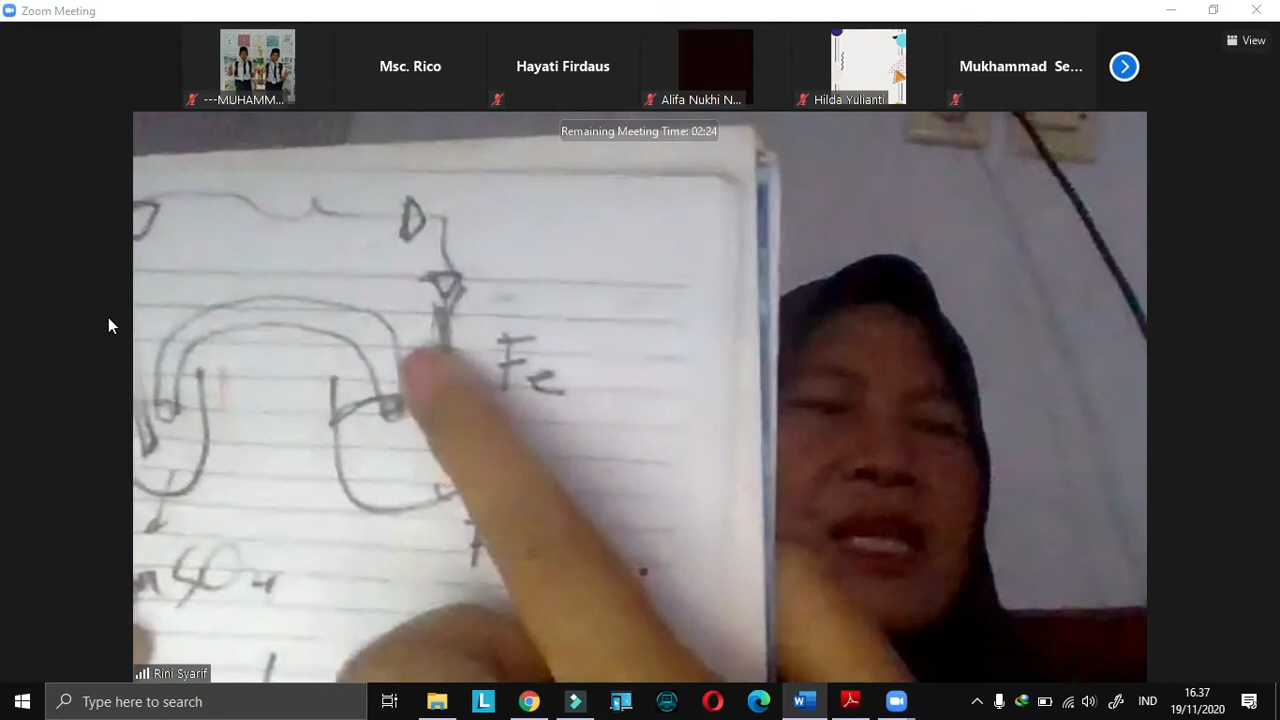 Zoom Meeting
View
---MUHAMM...
Msc. Rico
Hayati Firdaus
Alifa Nukhi N...
Hilda Yulianti
Mukhammad Se...
Remaining Meeting Time: 02:24
D
Fe
SO4
Rini Syarif
Type here to search
IND
16.37
19/11/2020